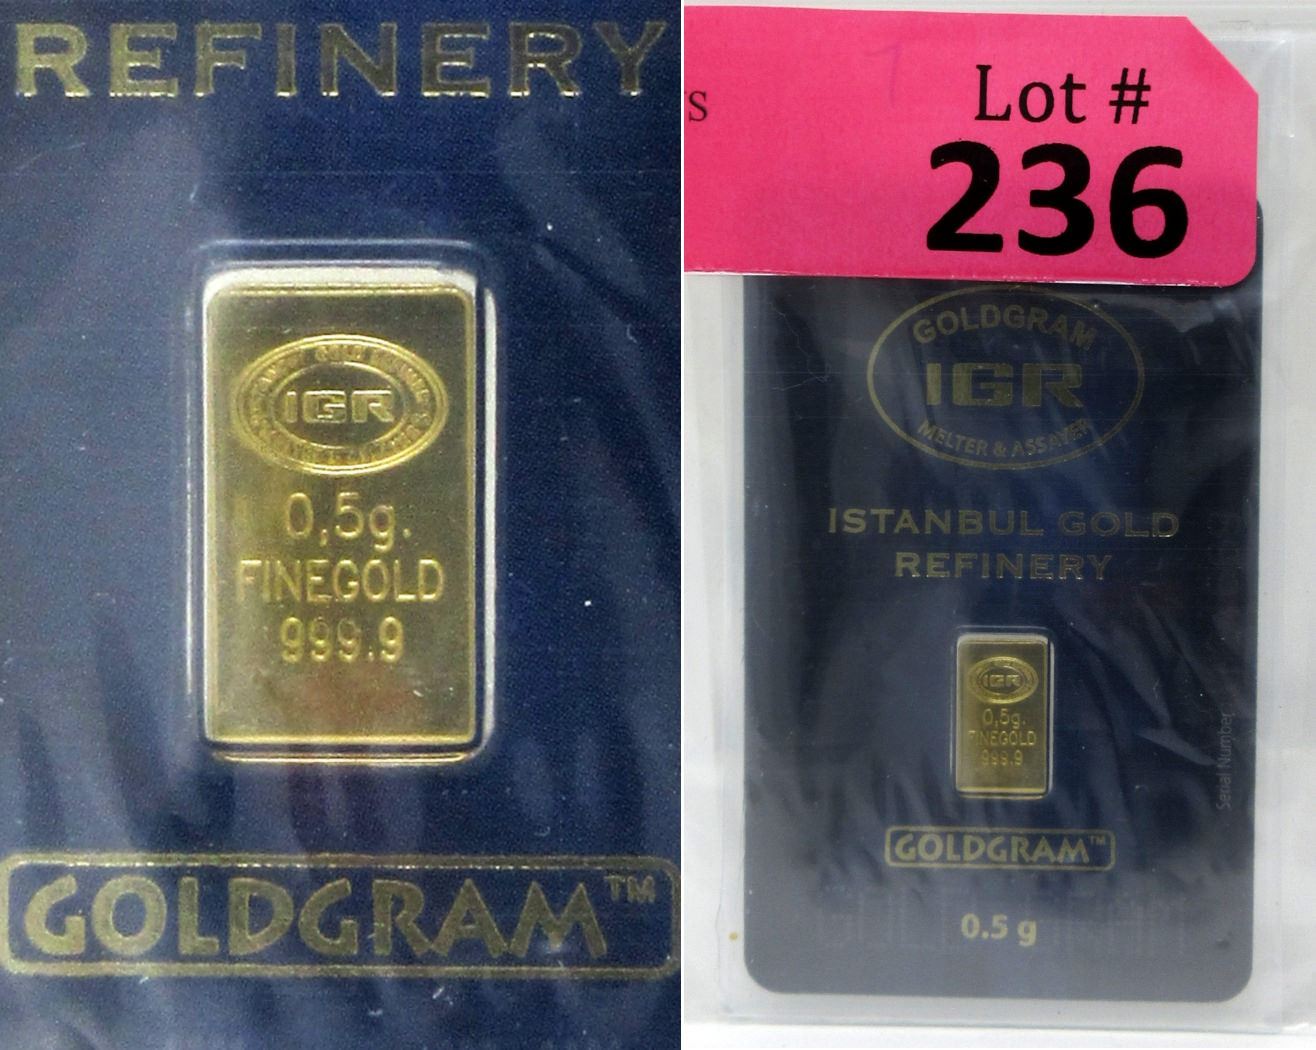 REFINERY
IGR
0,5g.
FINEGOLD
999.9
GOLDGRAM™
s
Lot #
236
GOLDGRAM
IGR
MELTER & ASSAYER
ISTANBUL GOLD
REFINERY
IGR
0,5g.
FINEGOLD
999.9
Serial Number
GOLDGRAM™
0.5 g